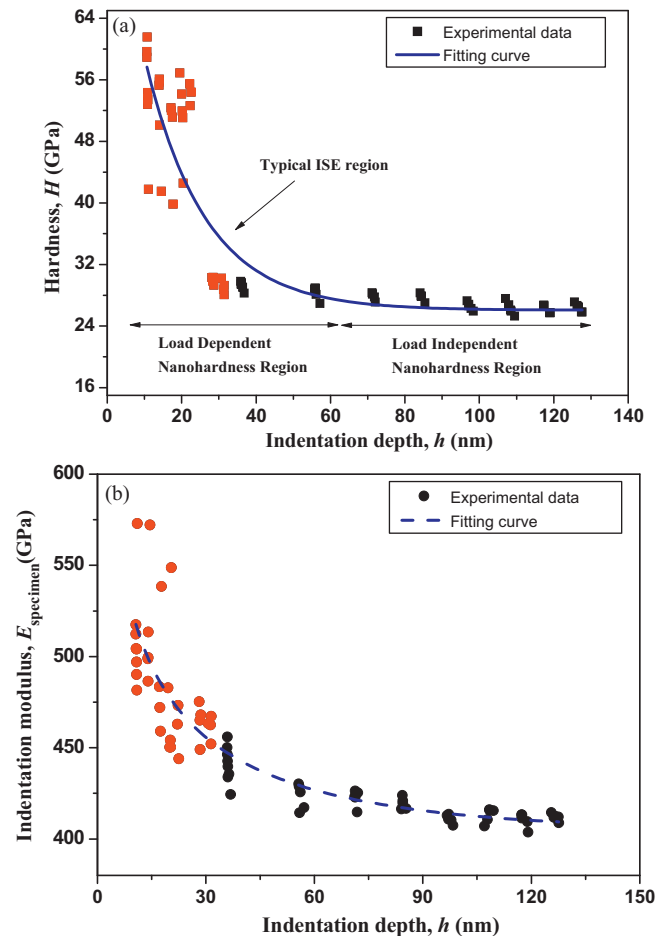 (a)
Experimental data
Fitting curve
Typical ISE region
Load Dependent
Nanohardness Region
Load Independent
Nanohardness Region
Hardness, H (GPa)
64
56
48
40
32
24
16
0 20 40 60 80 100 120 140
Indentation depth, h (nm)
(b)
Experimental data
Fitting curve
Indentation modulus, E_specimen(GPa)
600
550
500
450
400
0 30 60 90 120 150
Indentation depth, h (nm)